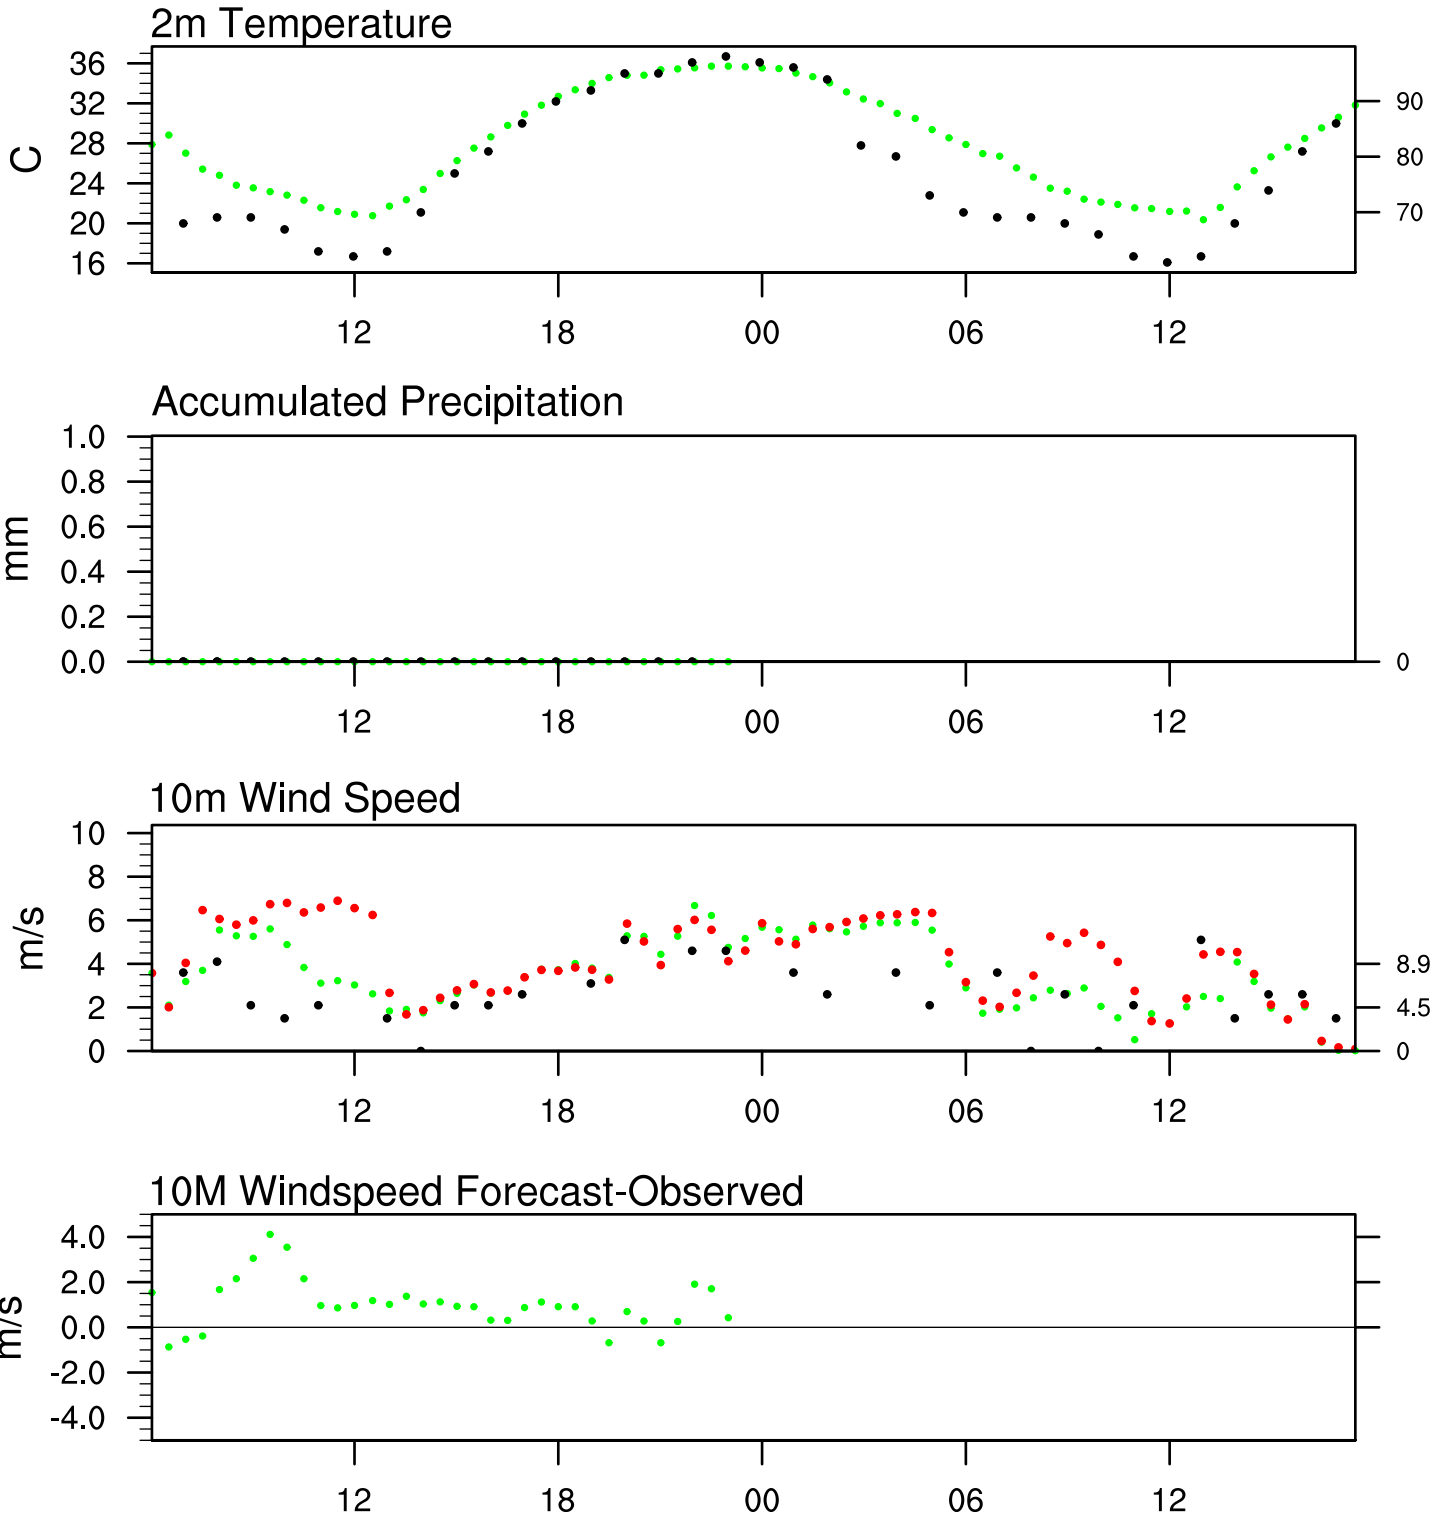 2m Temperature
36
32
28
24
20
16
C
90
80
70
12 18 00 06 12
Accumulated Precipitation
1.0
0.8
0.6
0.4
0.2
0.0
mm
0
12 18 00 06 12
10m Wind Speed
10
8
6
4
2
0
m/s
8.9
4.5
0
12 18 00 06 12
10M Windspeed Forecast-Observed
4.0
2.0
0.0
-2.0
-4.0
m/s
12 18 00 06 12